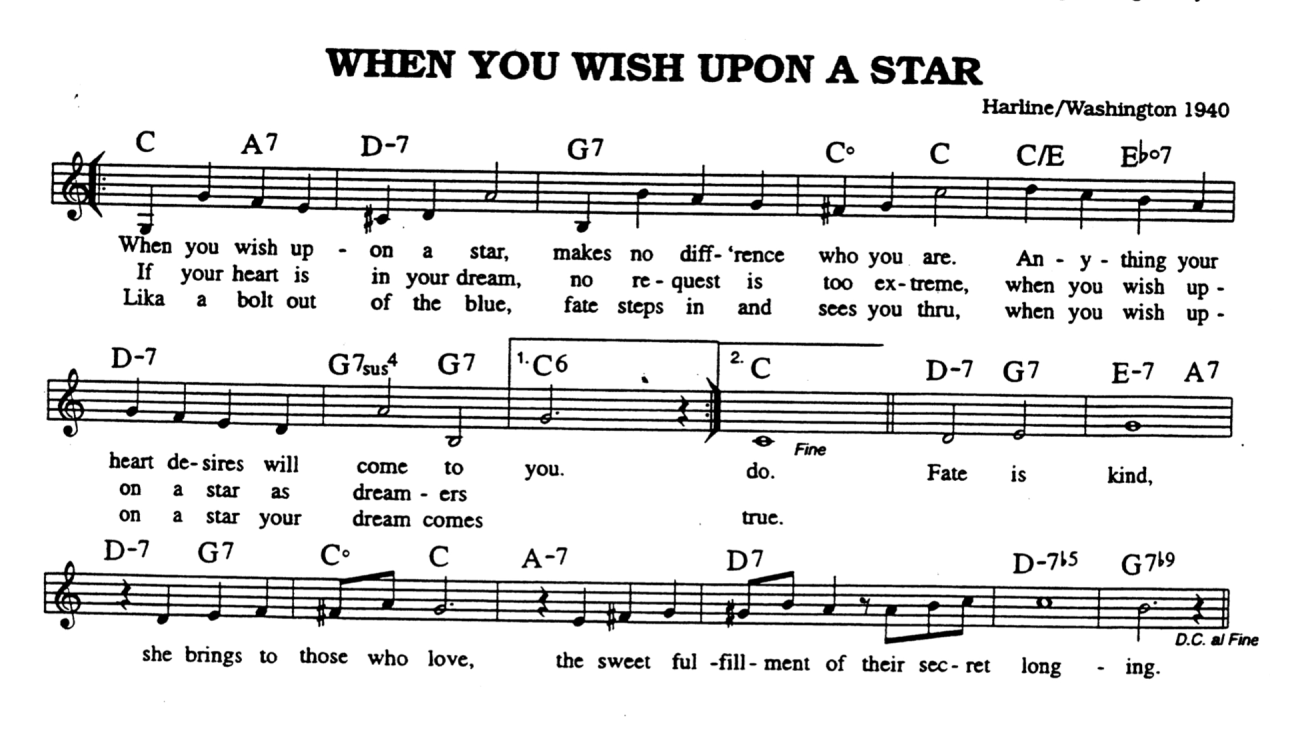 WHEN YOU WISH UPON A STAR
Harline/Washington 1940
C A7 D-7 G7 C° C C/E E♭°7
When you wish up - on a star, makes no diff- 'rence who you are. An - y - thing your
If your heart is in your dream, no re - quest is too ex - treme, when you wish up -
Lika a bolt out of the blue, fate steps in and sees you thru, when you wish up -
D-7 G7sus4 G7 1. C6 2. C D-7 G7 E-7 A7
Fine
heart de - sires will come to you. do. Fate is kind,
on a star as dream - ers
on a star your dream comes true.
D-7 G7 C° C A-7 D7 D-7♭5 G7♭9
D.C. al Fine
she brings to those who love, the sweet ful - fill - ment of their sec - ret long - ing.